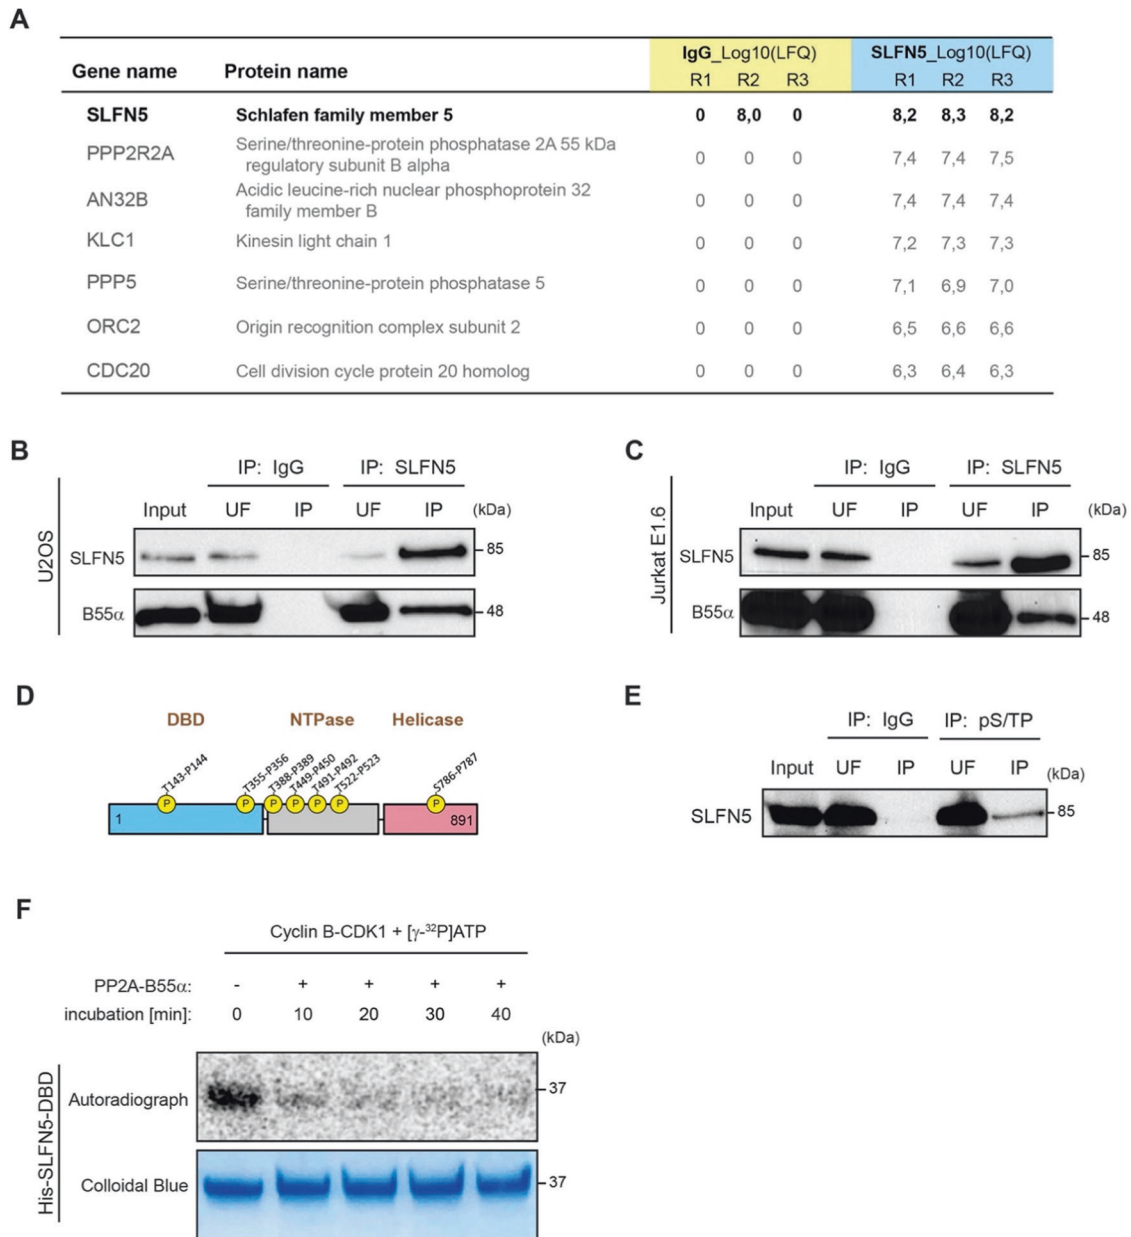 A
IgG_Log10(LFQ) SLFN5_Log10(LFQ)
Gene name Protein name R1 R2 R3 R1 R2 R3
SLFN5 Schlafen family member 5 0 8,0 0 8,2 8,3 8,2
PPP2R2A Serine/threonine-protein phosphatase 2A 55 kDa
regulatory subunit B alpha 0 0 0 7,4 7,4 7,5
AN32B Acidic leucine-rich nuclear phosphoprotein 32
family member B 0 0 0 7,4 7,4 7,4
KLC1 Kinesin light chain 1 0 0 0 7,2 7,3 7,3
PPP5 Serine/threonine-protein phosphatase 5 0 0 0 7,1 6,9 7,0
ORC2 Origin recognition complex subunit 2 0 0 0 6,5 6,6 6,6
CDC20 Cell division cycle protein 20 homolog 0 0 0 6,3 6,4 6,3
B
IP: IgG IP: SLFN5
Input UF IP UF IP (kDa)
U2OS
SLFN5 85
B55α 48
C
IP: IgG IP: SLFN5
Input UF IP UF IP (kDa)
Jurkat E1.6
SLFN5 85
B55α 48
D
DBD NTPase Helicase
T143-P144 T355-P356 T388-P389 T449-P450 T491-P492 T522-P523 S786-P787
P P P P P P P
1 891
E
IP: IgG IP: pS/TP
Input UF IP UF IP (kDa)
SLFN5 85
F
Cyclin B-CDK1 + [γ-³²P]ATP
PP2A-B55α: - + + + +
incubation [min]: 0 10 20 30 40
(kDa)
His-SLFN5-DBD
Autoradiograph 37
Colloidal Blue 37